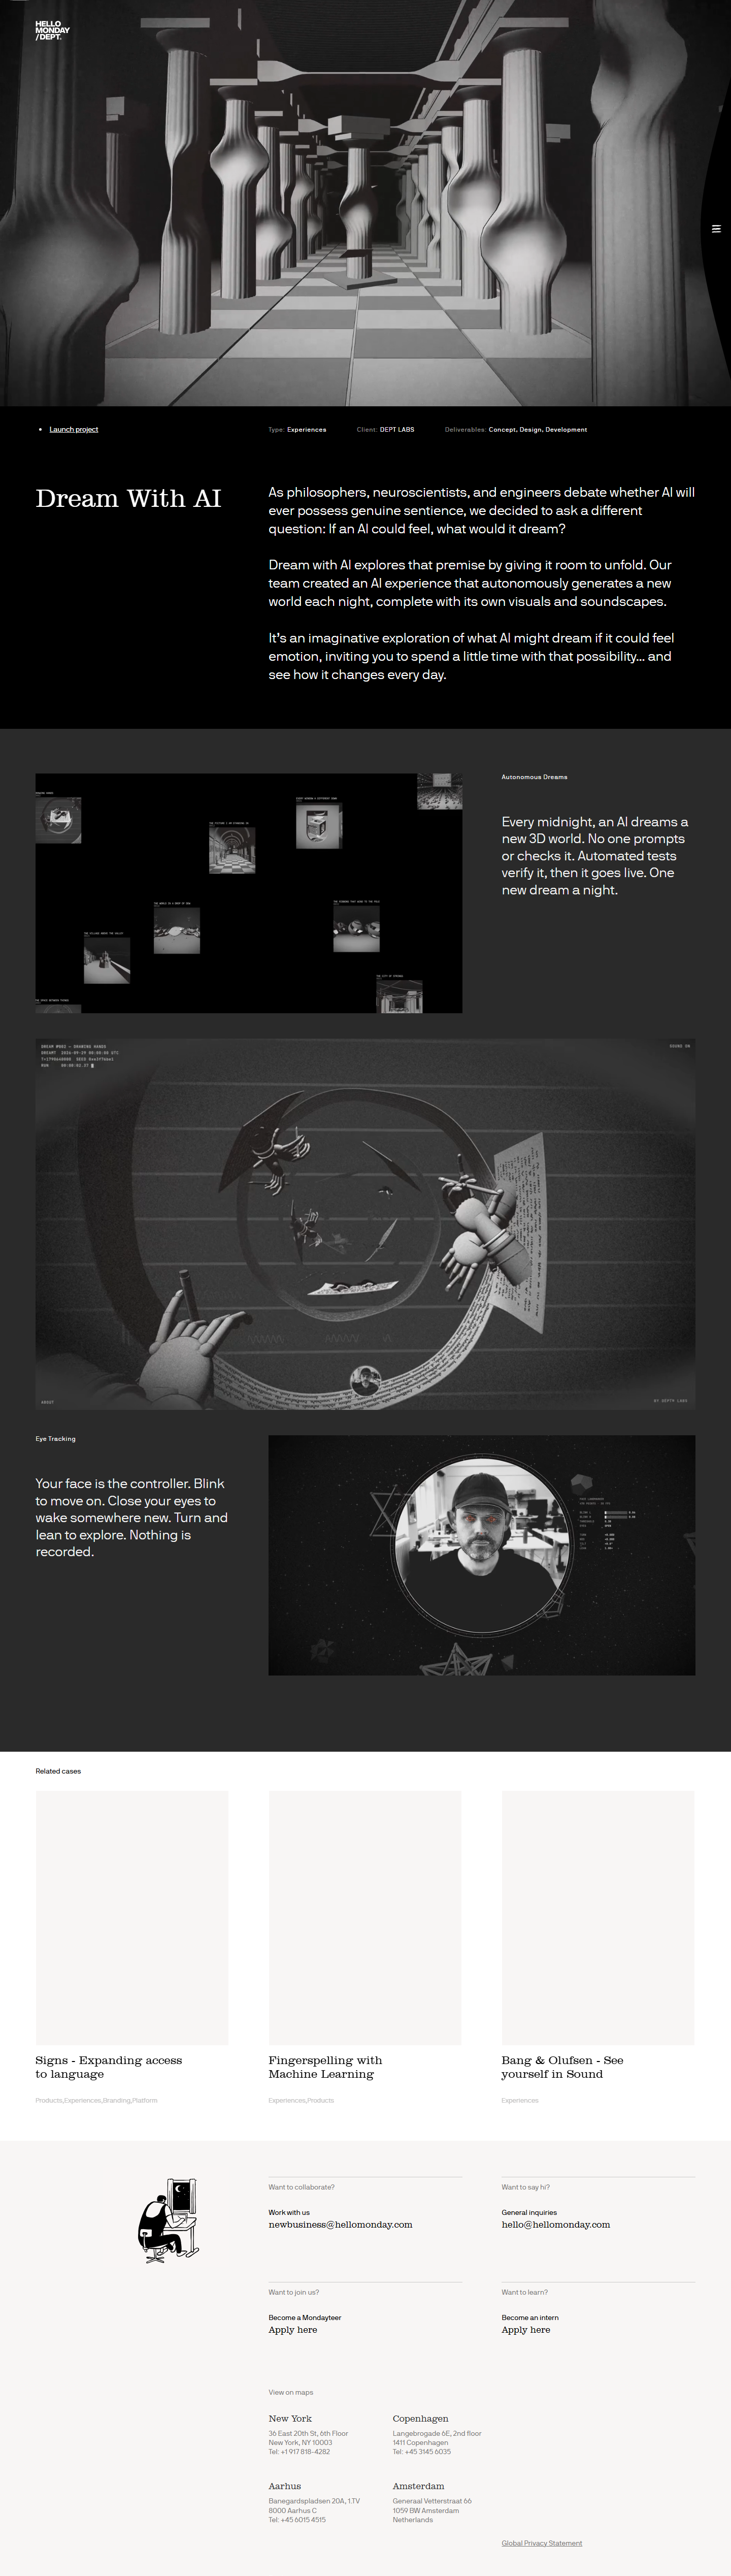 HELLO
MONDAY
/DEPT.
Launch project
Type: Experiences
Client: DEPT LABS
Deliverables: Concept, Design, Development
Dream With AI
As philosophers, neuroscientists, and engineers debate whether AI will
ever possess genuine sentience, we decided to ask a different
question: If an AI could feel, what would it dream?
Dream with AI explores that premise by giving it room to unfold. Our
team created an AI experience that autonomously generates a new
world each night, complete with its own visuals and soundscapes.
It's an imaginative exploration of what AI might dream if it could feel
emotion, inviting you to spend a little time with that possibility... and
see how it changes every day.
Autonomous Dreams
Every midnight, an AI dreams a
new 3D world. No one prompts
or checks it. Automated tests
verify it, then it goes live. One
new dream a night.
SOUND ON
ABOUT
BY DEPT® LABS
Eye Tracking
Your face is the controller. Blink
to move on. Close your eyes to
wake somewhere new. Turn and
lean to explore. Nothing is
recorded.
Related cases
Signs - Expanding access
to language
Products,Experiences,Branding,Platform
Fingerspelling with
Machine Learning
Experiences,Products
Bang & Olufsen - See
yourself in Sound
Experiences
Want to collaborate?
Work with us
newbusiness@hellomonday.com
Want to say hi?
General inquiries
hello@hellomonday.com
Want to join us?
Become a Mondayteer
Apply here
Want to learn?
Become an intern
Apply here
View on maps
New York
36 East 20th St, 6th Floor
New York, NY 10003
Tel: +1 917 818-4282
Copenhagen
Langebrogade 6E, 2nd floor
1411 Copenhagen
Tel: +45 3145 6035
Aarhus
Banegardspladsen 20A, 1.TV
8000 Aarhus C
Tel: +45 6015 4515
Amsterdam
Generaal Vetterstraat 66
1059 BW Amsterdam
Netherlands
Global Privacy Statement